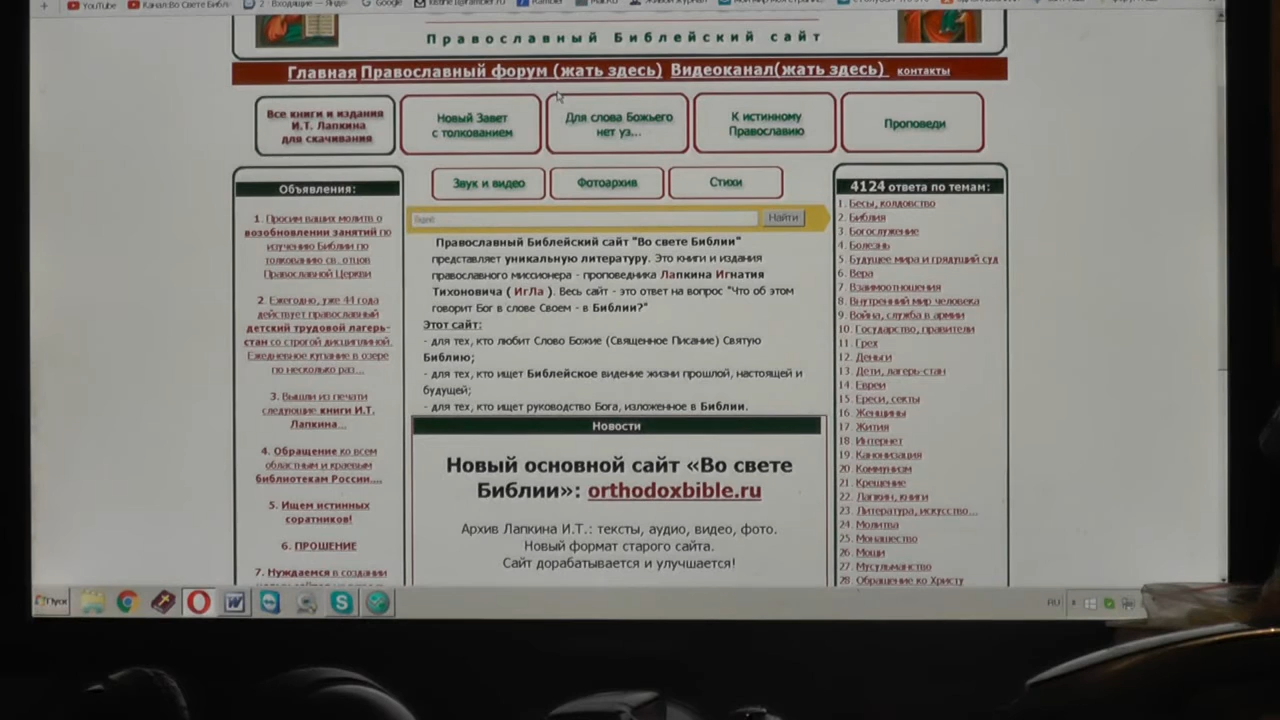 YouTube
Google
Православный Библейский сайт
Главная Православный форум (жать здесь) Видеоканал(жать здесь) контакты
Все книги и издания
И.Т. Лапкина
для скачивания
Новый Завет
с толкованием
Для слова Божьего
нет уз...
К истинному
Православию
Проповеди
Звук и видео
Фотоархив
Стихи
Объявления:
1. Просим ваших молитв о
возобновлении занятий по
изучению Библии по
толкованию св. отцов
Православной Церкви
2. Ежегодно, уже 44 года
действует православный
детский трудовой лагерь-
стан со строгой дисциплиной.
Ежедневное купание в озере
по несколько раз...
3. Вышли из печати
следующие книги И.Т.
Лапкина...
4. Обращение ко всем
областным и краевым
библиотекам России....
5. Ищем истинных
соратников!
6. ПРОШЕНИЕ
7. Нуждаемся в создании
Найти
Православный Библейский сайт "Во свете Библии"
представляет уникальную литературу. Это книги и издания
православного миссионера - проповедника Лапкина Игнатия
Тихоновича ( ИгЛа ). Весь сайт - это ответ на вопрос "Что об этом
говорит Бог в слове Своем - в Библии?"
Этот сайт:
- для тех, кто любит Слово Божие (Священное Писание) Святую
Библию;
- для тех, кто ищет Библейское видение жизни прошлой, настоящей и
будущей;
- для тех, кто ищет руководство Бога, изложенное в Библии.
Новости
Новый основной сайт «Во свете
Библии»: orthodoxbible.ru
Архив Лапкина И.Т.: тексты, аудио, видео, фото.
Новый формат старого сайта.
Сайт дорабатывается и улучшается!
4124 ответа по темам:
1. Бесы, колдовство
2. Библия
3. Богослужение
4. Болезнь
5. Будущее мира и грядущий суд
6. Вера
7. Взаимоотношения
8. Внутренний мир человека
9. Война, служба в армии
10. Государство, правители
11. Грех
12. Деньги
13. Дети, лагерь-стан
14. Евреи
15. Ереси, секты
16. Женщины
17. Жития
18. Интернет
19. Канонизация
20. Коммунизм
21. Крещение
22. Лапкин, книги
23. Литература, искусство...
24. Молитва
25. Монашество
26. Мощи
27. Мусульманство
28. Обращение ко Христу
Пуск
RU